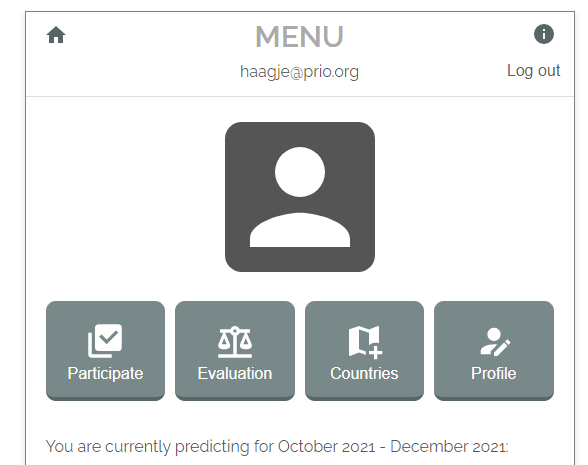 MENU
haagje@prio.org
Log out
Participate
Evaluation
Countries
Profile
You are currently predicting for October 2021 - December 2021: